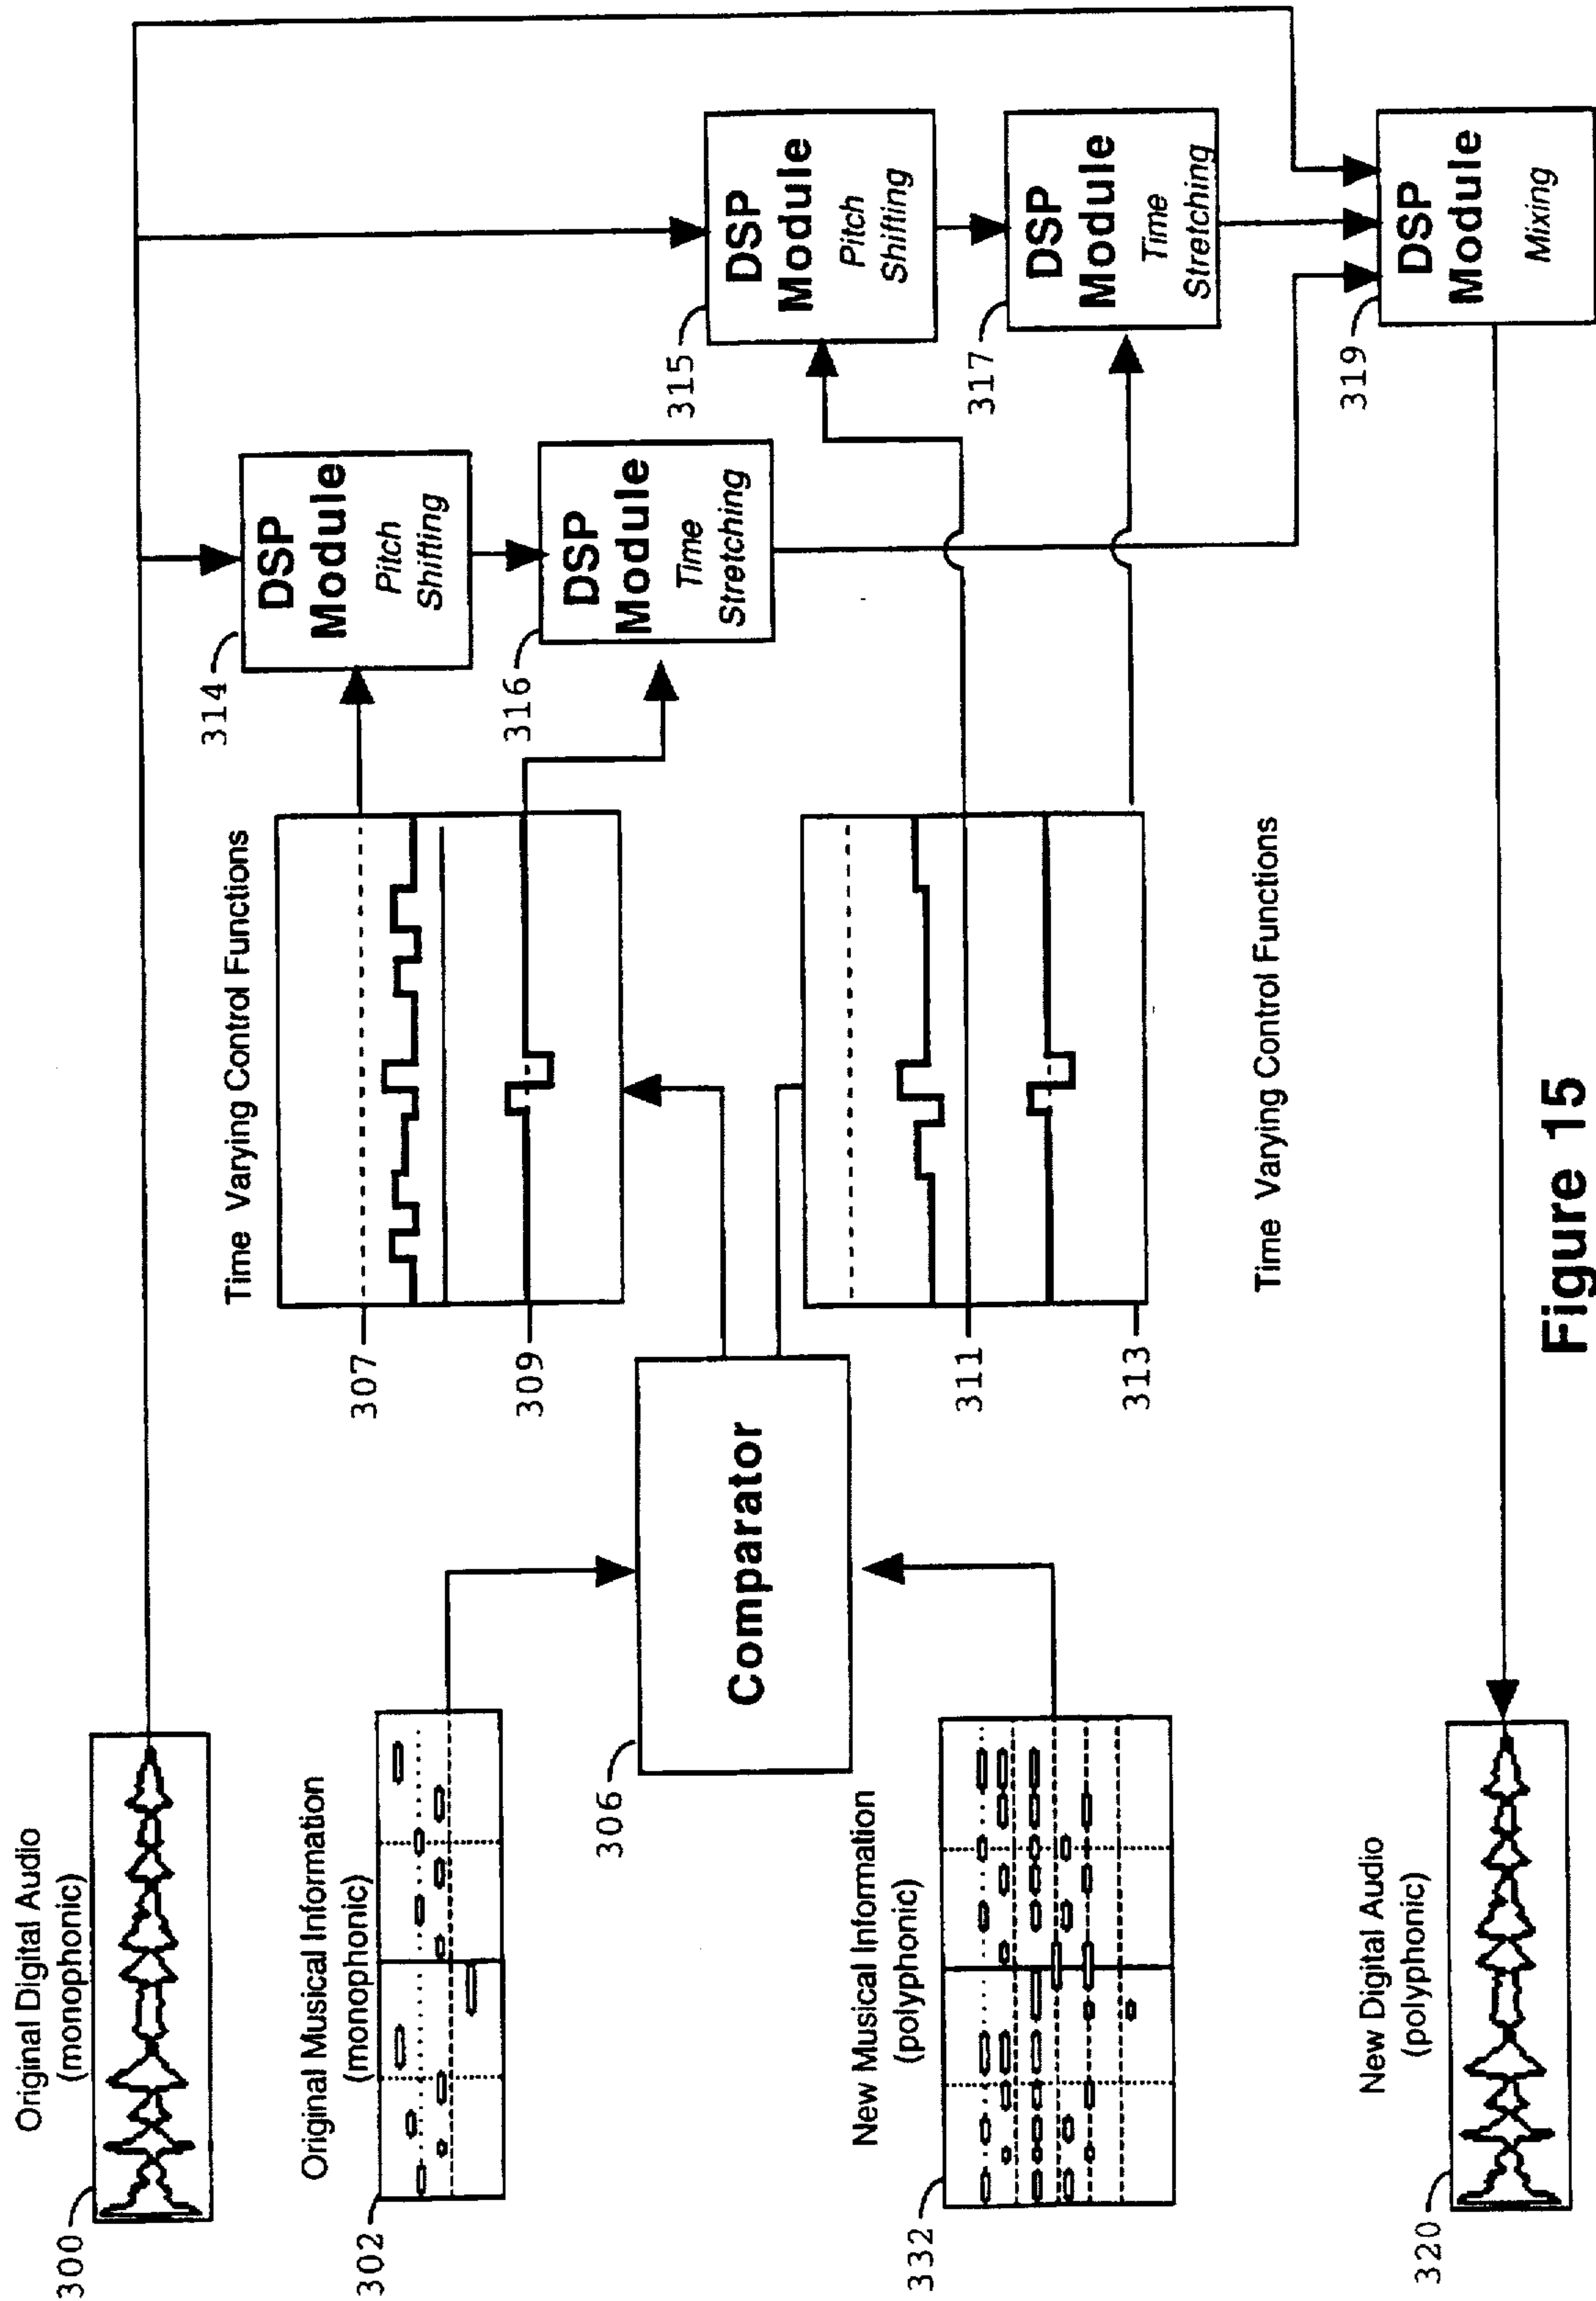 300
Original Digital Audio
(monophonic)
302
Original Musical Information
(monophonic)
306
Comparator
332
New Musical Information
(polyphonic)
320
New Digital Audio
(polyphonic)
Time Varying Control Functions
307
309
311
313
Time Varying Control Functions
314
DSP
Module
Pitch
Shifting
316
DSP
Module
Time
Stretching
315
DSP
Module
Pitch
Shifting
317
DSP
Module
Time
Stretching
319
DSP
Module
Mixing
Figure 15